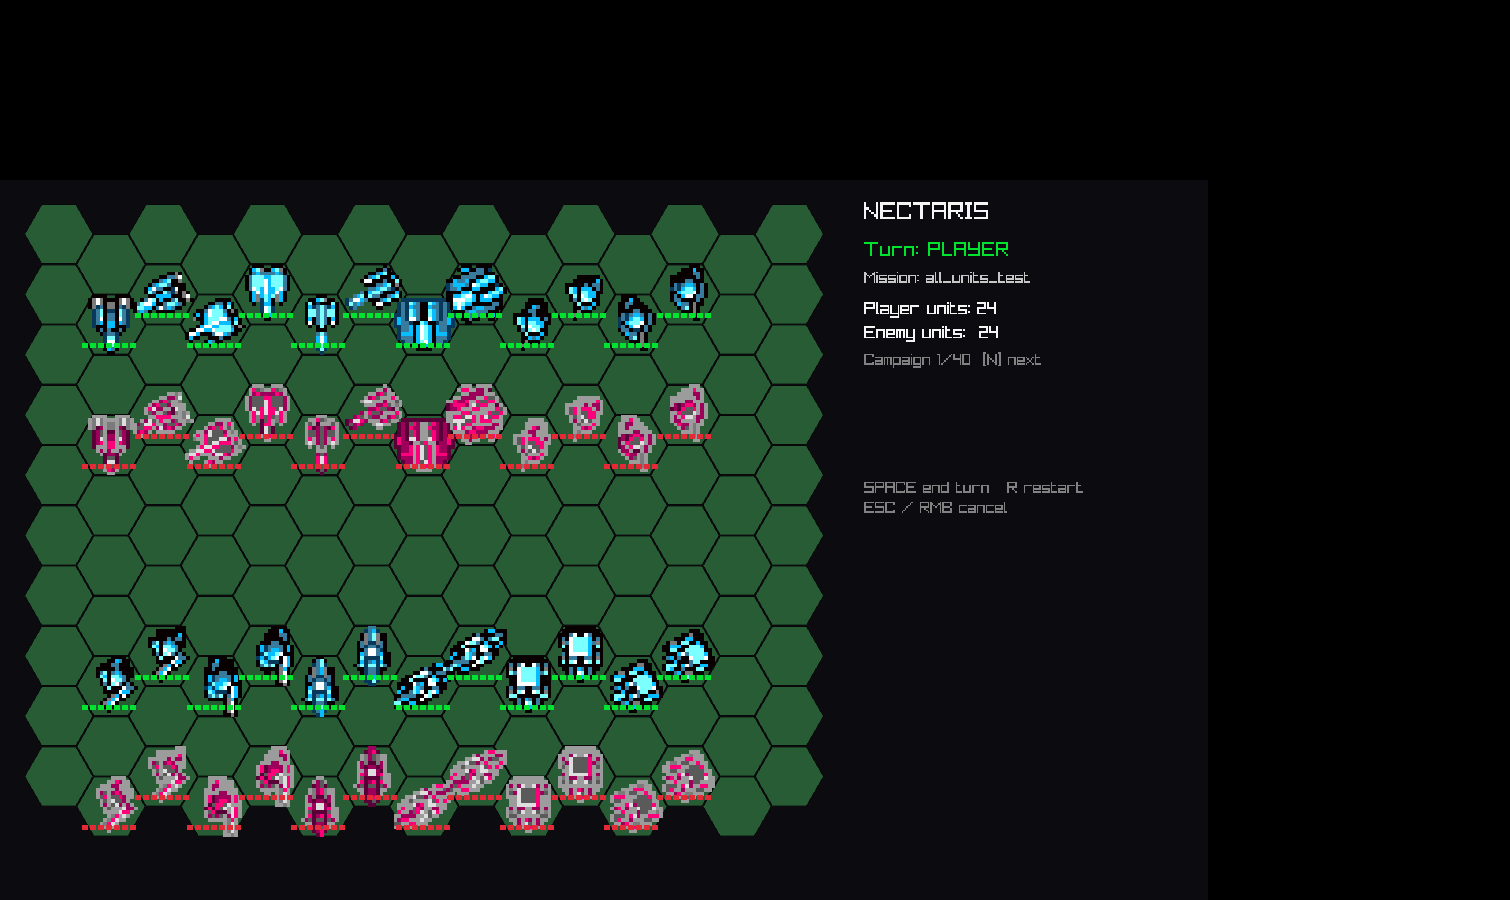 NECTARIS
Turn: PLAYER
Mission: all_units_test
Player units: 24
Enemy units: 24
Campaign 1/40 [N] next
SPACE end turn R restart
ESC / RMB cancel